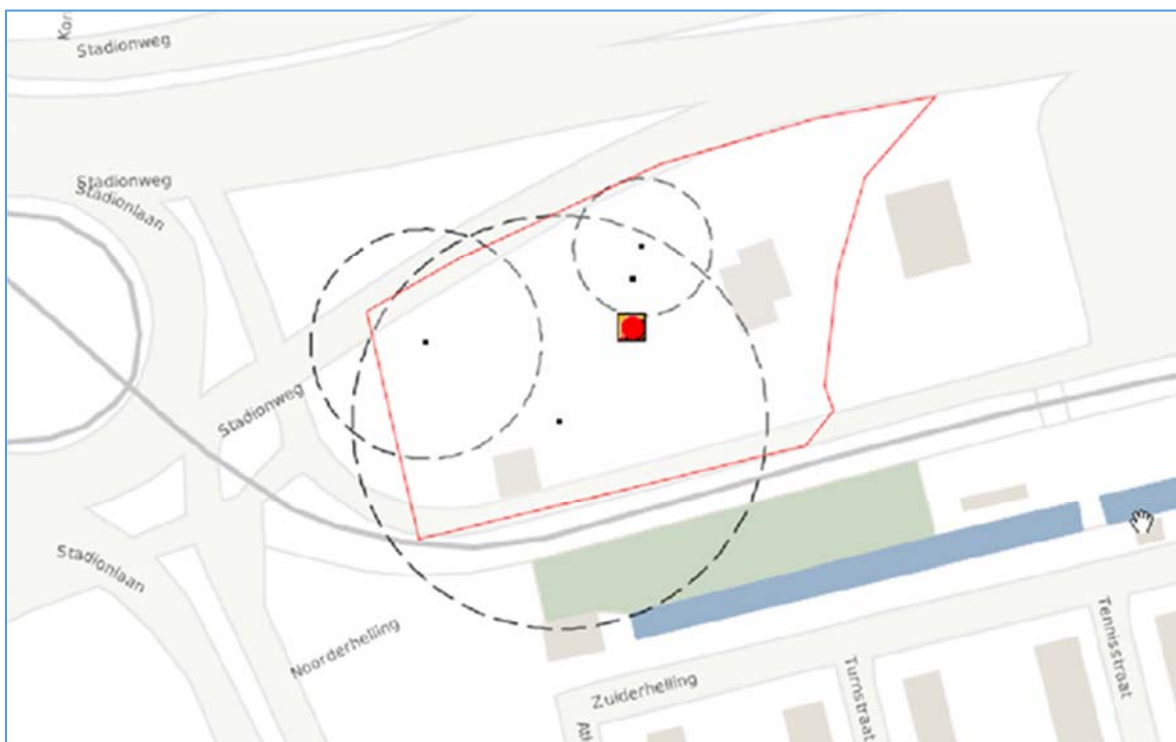 Stadionweg
Stadionweg
Stadionlaan
Stadionweg
Stadionlaan
Noorderhelling
Zuiderhelling
Turnstraat
Tennisstraat